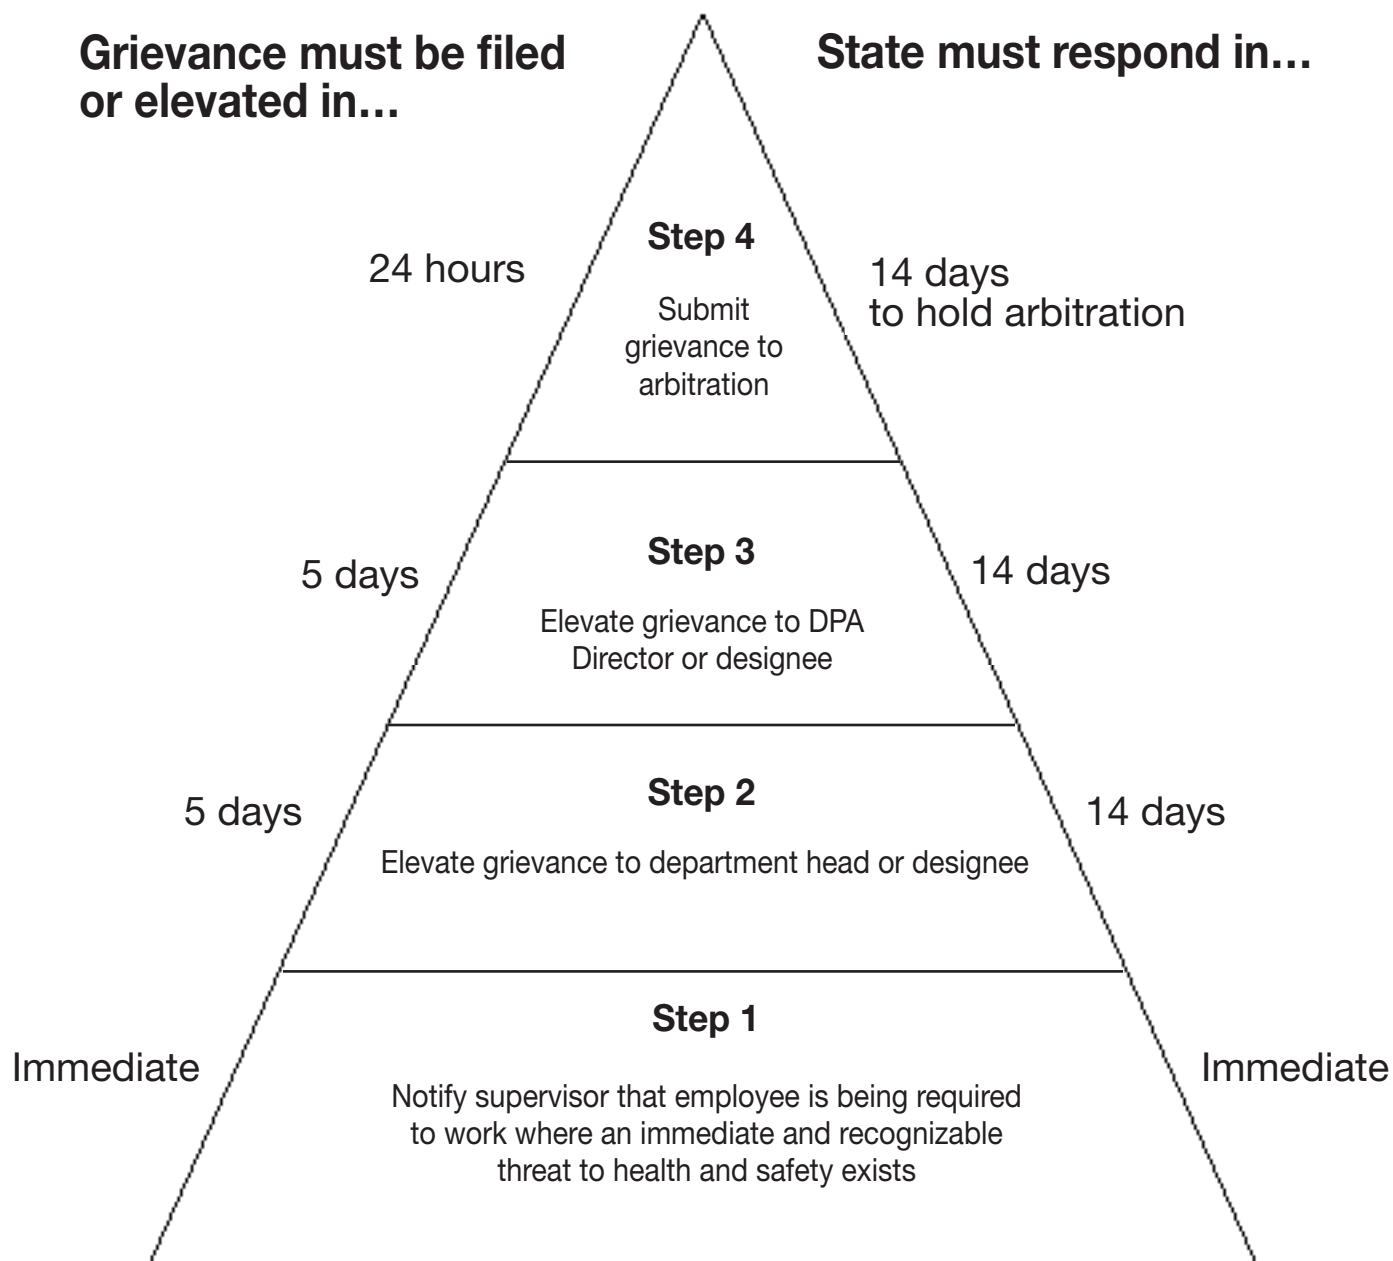 Grievance must be filed
or elevated in…
State must respond in…
Step 4
24 hours
14 days
to hold arbitration
Submit
grievance to
arbitration
Step 3
5 days
14 days
Elevate grievance to DPA
Director or designee
Step 2
5 days
14 days
Elevate grievance to department head or designee
Step 1
Immediate
Immediate
Notify supervisor that employee is being required
to work where an immediate and recognizable
threat to health and safety exists